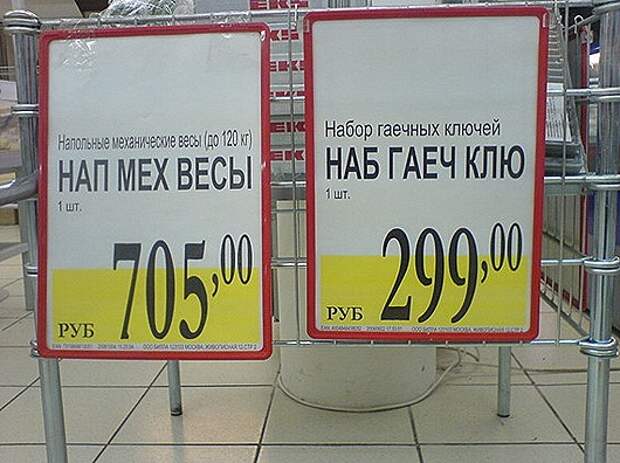 Напольные механические весы (до 120 кг)
НАП МЕХ ВЕСЫ
1 шт.
705,00
РУБ
Набор гаечных ключей
НАБ ГАЕЧ КЛЮ
1 шт.
299,00
РУБ